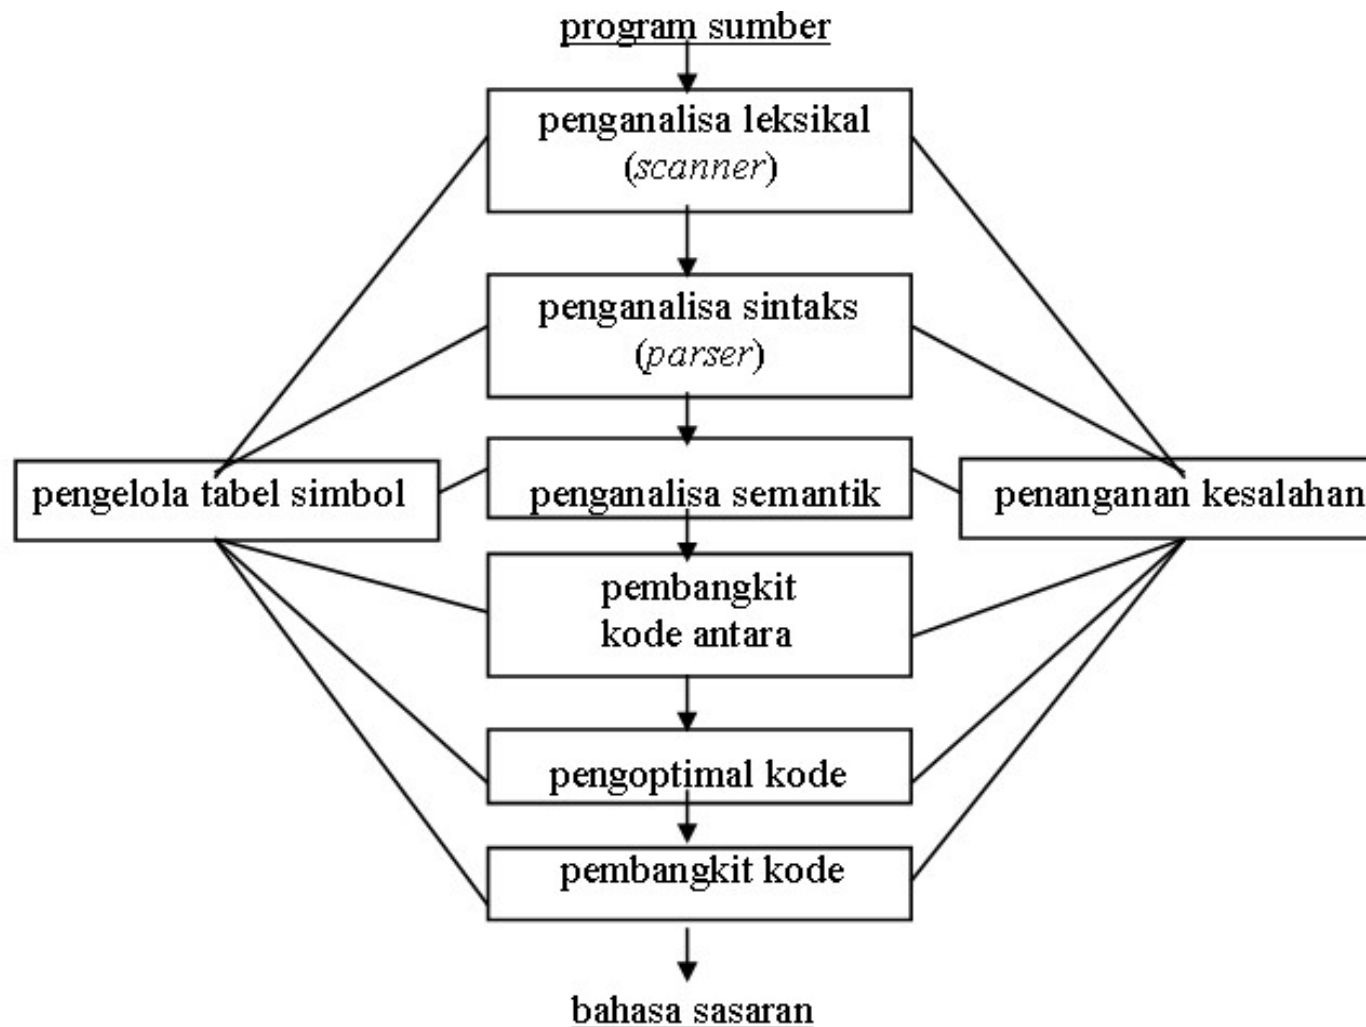 program sumber
penganalisa leksikal
(scanner)
penganalisa sintaks
(parser)
pengelola tabel simbol
penganalisa semantik
penanganan kesalahan
pembangkit
kode antara
pengoptimal kode
pembangkit kode
bahasa sasaran